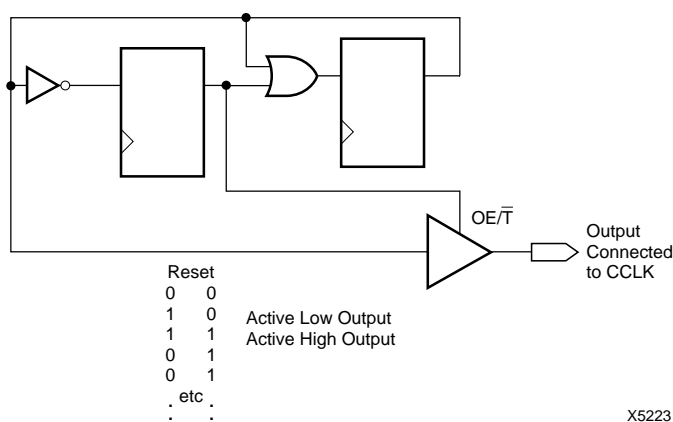 OE/T̅
Output
Connected
to CCLK
Reset
0 0
1 0
Active Low Output
1 1
Active High Output
0 1
0 1
. etc .
. .
X5223